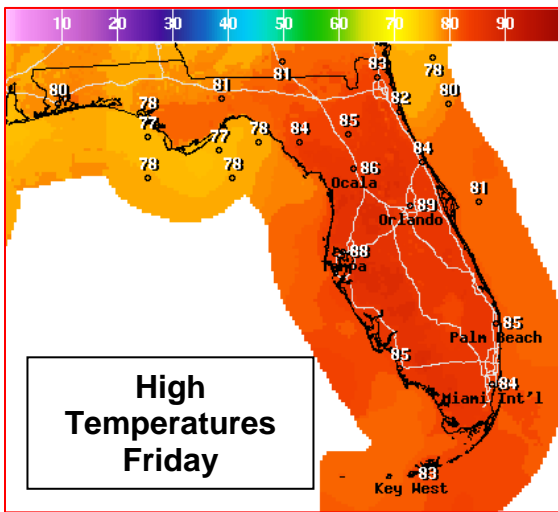 10 20 30 40 50 60 70 80 90
83
81 78
80 81 80
78 82
77 85
77 78 84 84
86
78 78 Ocala 81
89
Orlando
88
Tampa
85
Palm Beach
85
84
Miami Int'l
High
Temperatures
Friday
83
Key West